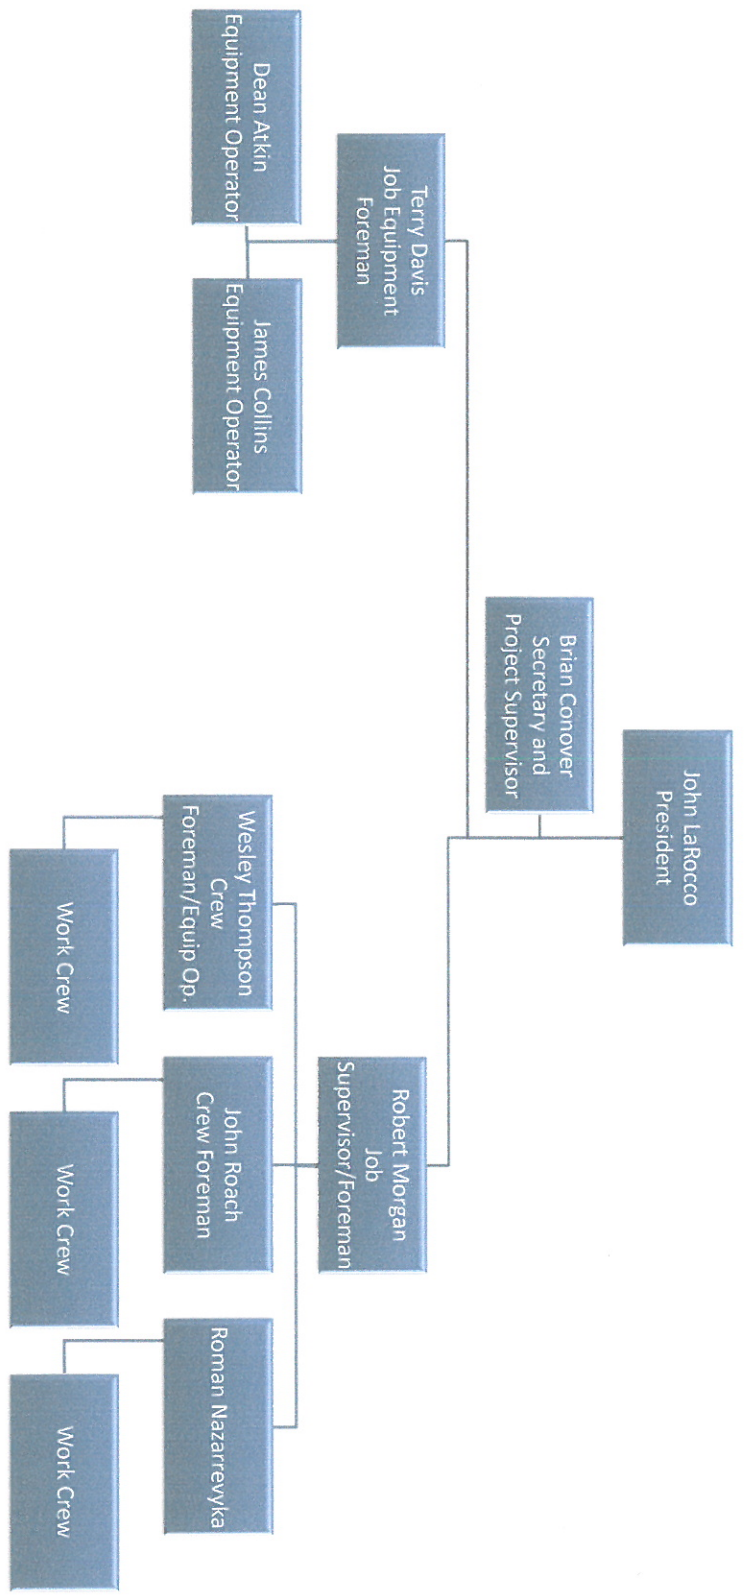 John LaRocco
President
Brian Conover
Secretary and
Project Supervisor
Terry Davis
Job Equipment
Foreman
Robert Morgan
Job
Supervisor/Foreman
Dean Atkin
Equipment Operator
James Collins
Equipment Operator
Wesley Thompson
Crew
Foreman/Equip Op.
John Roach
Crew Foreman
Roman Nazarrevyka
Work Crew
Work Crew
Work Crew